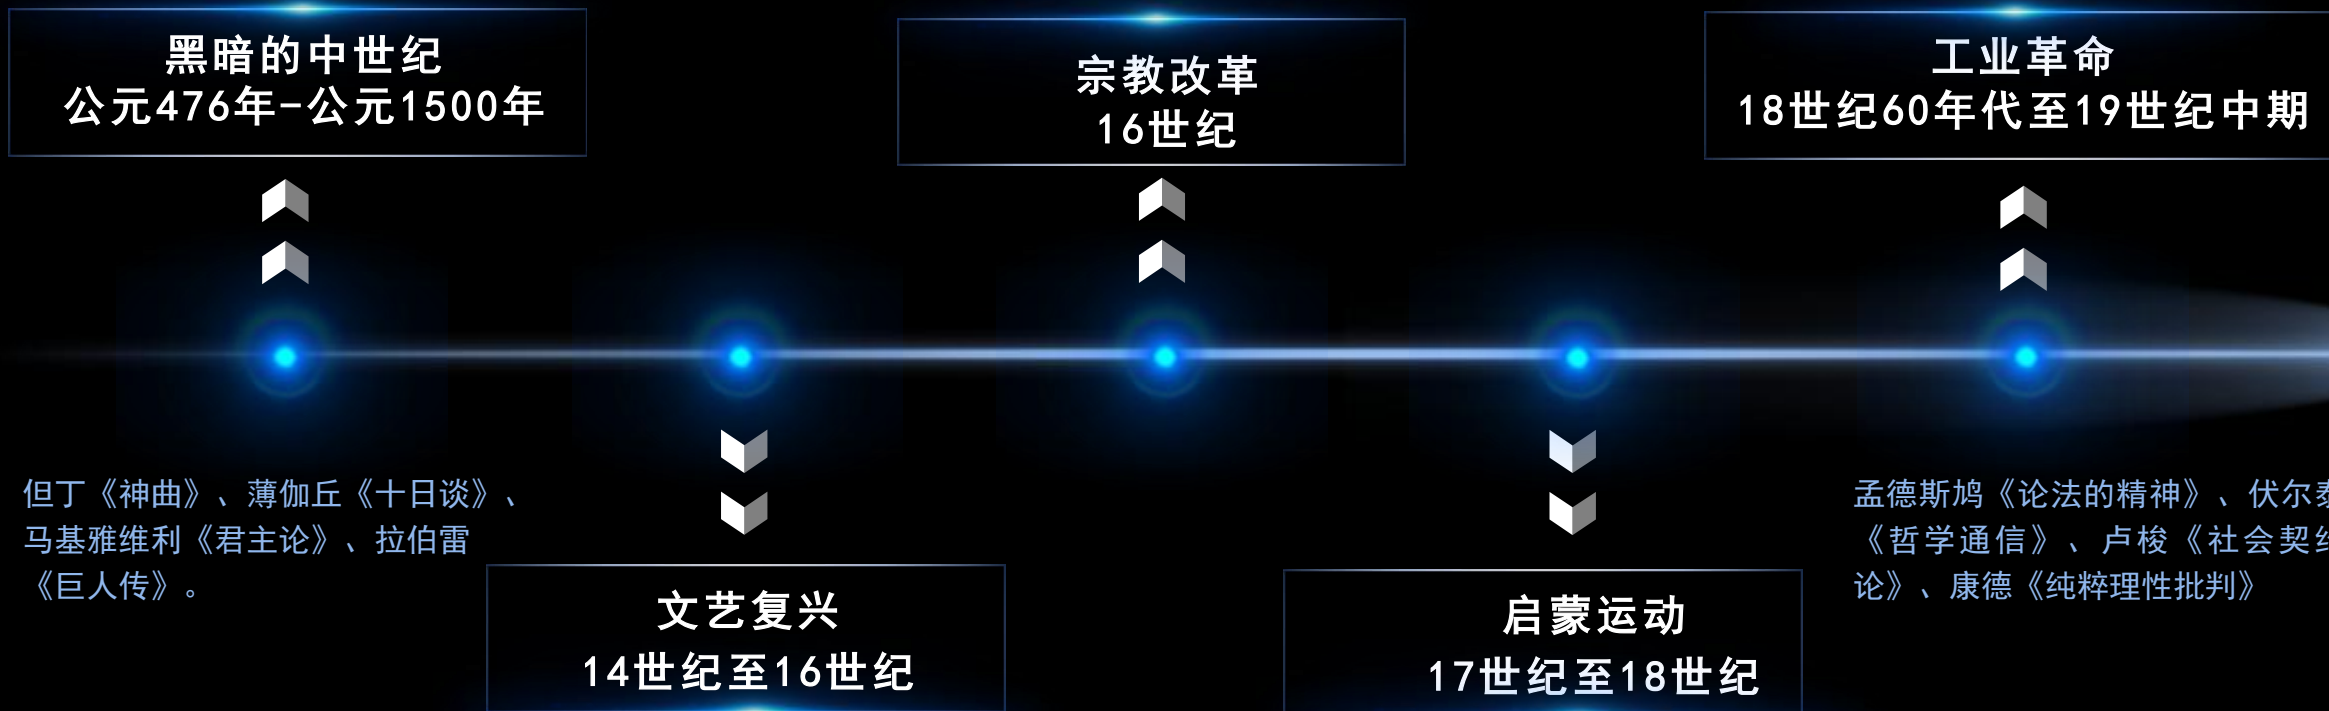 黑暗的中世纪
公元476年-公元1500年
宗教改革
16世纪
工业革命
18世纪60年代至19世纪中期
但丁《神曲》、薄伽丘《十日谈》、
马基雅维利《君主论》、拉伯雷
《巨人传》。
文艺复兴
14世纪至16世纪
启蒙运动
17世纪至18世纪
孟德斯鸠《论法的精神》、伏尔泰
《哲学通信》、卢梭《社会契约
论》、康德《纯粹理性批判》